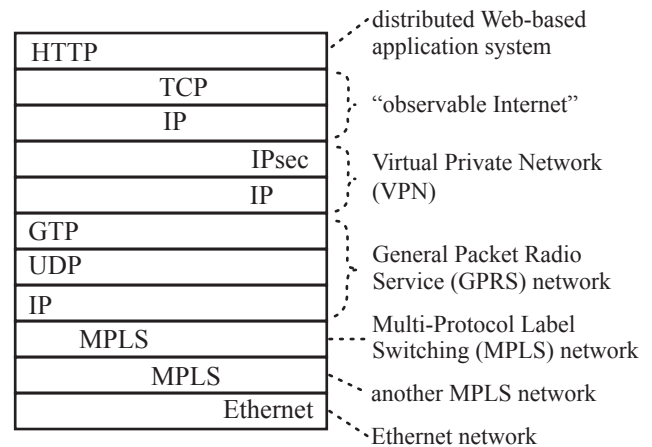 distributed Web-based
application system
HTTP
TCP
“observable Internet”
IP
IPsec
Virtual Private Network
(VPN)
IP
GTP
General Packet Radio
Service (GPRS) network
UDP
IP
Multi-Protocol Label
Switching (MPLS) network
MPLS
MPLS
another MPLS network
Ethernet
Ethernet network